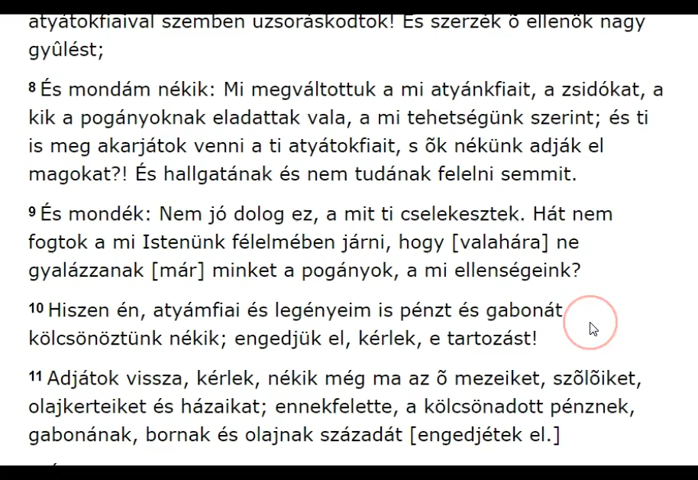 atyátokfiaival szemben uzsoráskodtok! És szerzék õ ellenök nagy
gyûlést;
8 És mondám nékik: Mi megváltottuk a mi atyánkfiait, a zsidókat, a
kik a pogányoknak eladattak vala, a mi tehetségünk szerint; és ti
is meg akarjátok venni a ti atyátokfiait, s õk nékünk adják el
magokat?! És hallgatának és nem tudának felelni semmit.
9 És mondék: Nem jó dolog ez, a mit ti cselekesztek. Hát nem
fogtok a mi Istenünk félelmében járni, hogy [valahára] ne
gyalázzanak [már] minket a pogányok, a mi ellenségeink?
10 Hiszen én, atyámfiai és legényeim is pénzt és gabonát
kölcsönöztünk nékik; engedjük el, kérlek, e tartozást!
11 Adjátok vissza, kérlek, nékik még ma az õ mezeiket, szõlõiket,
olajkerteiket és házaikat; ennekfelette, a kölcsönadott pénznek,
gabonának, bornak és olajnak századát [engedjétek el.]